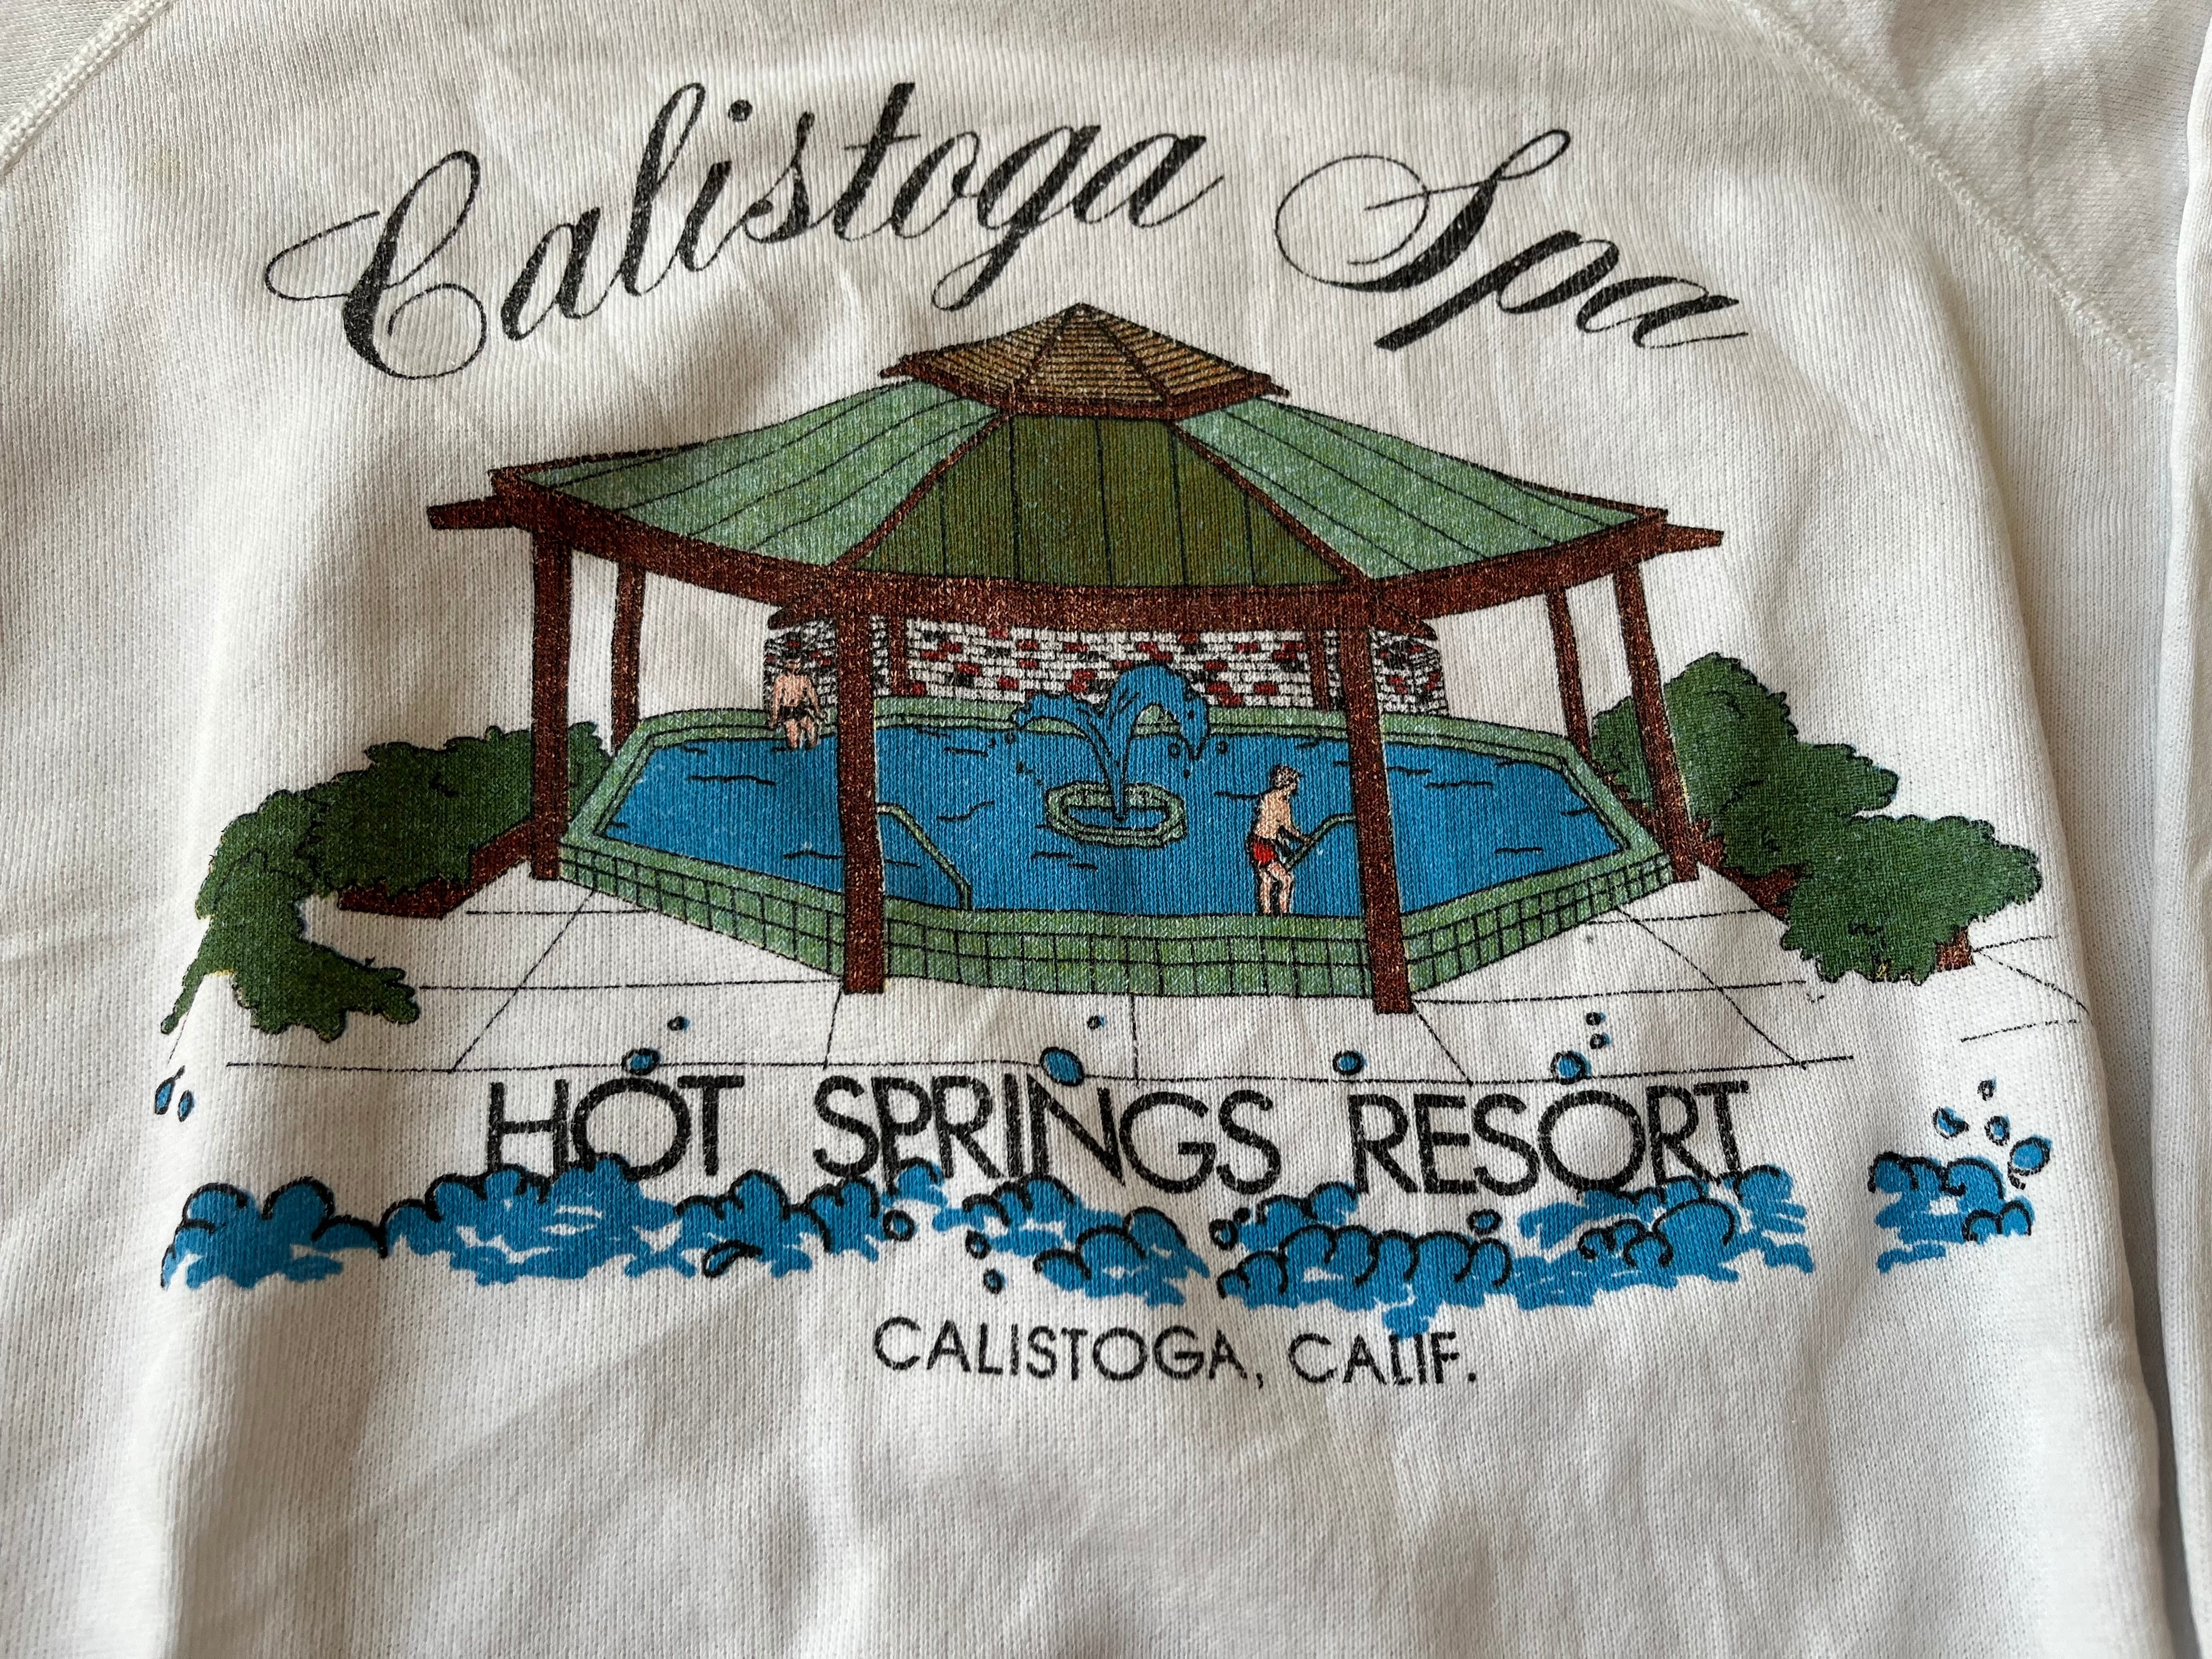 Calistoga Spa
HOT SPRINGS RESORT
CALISTOGA, CALIF.